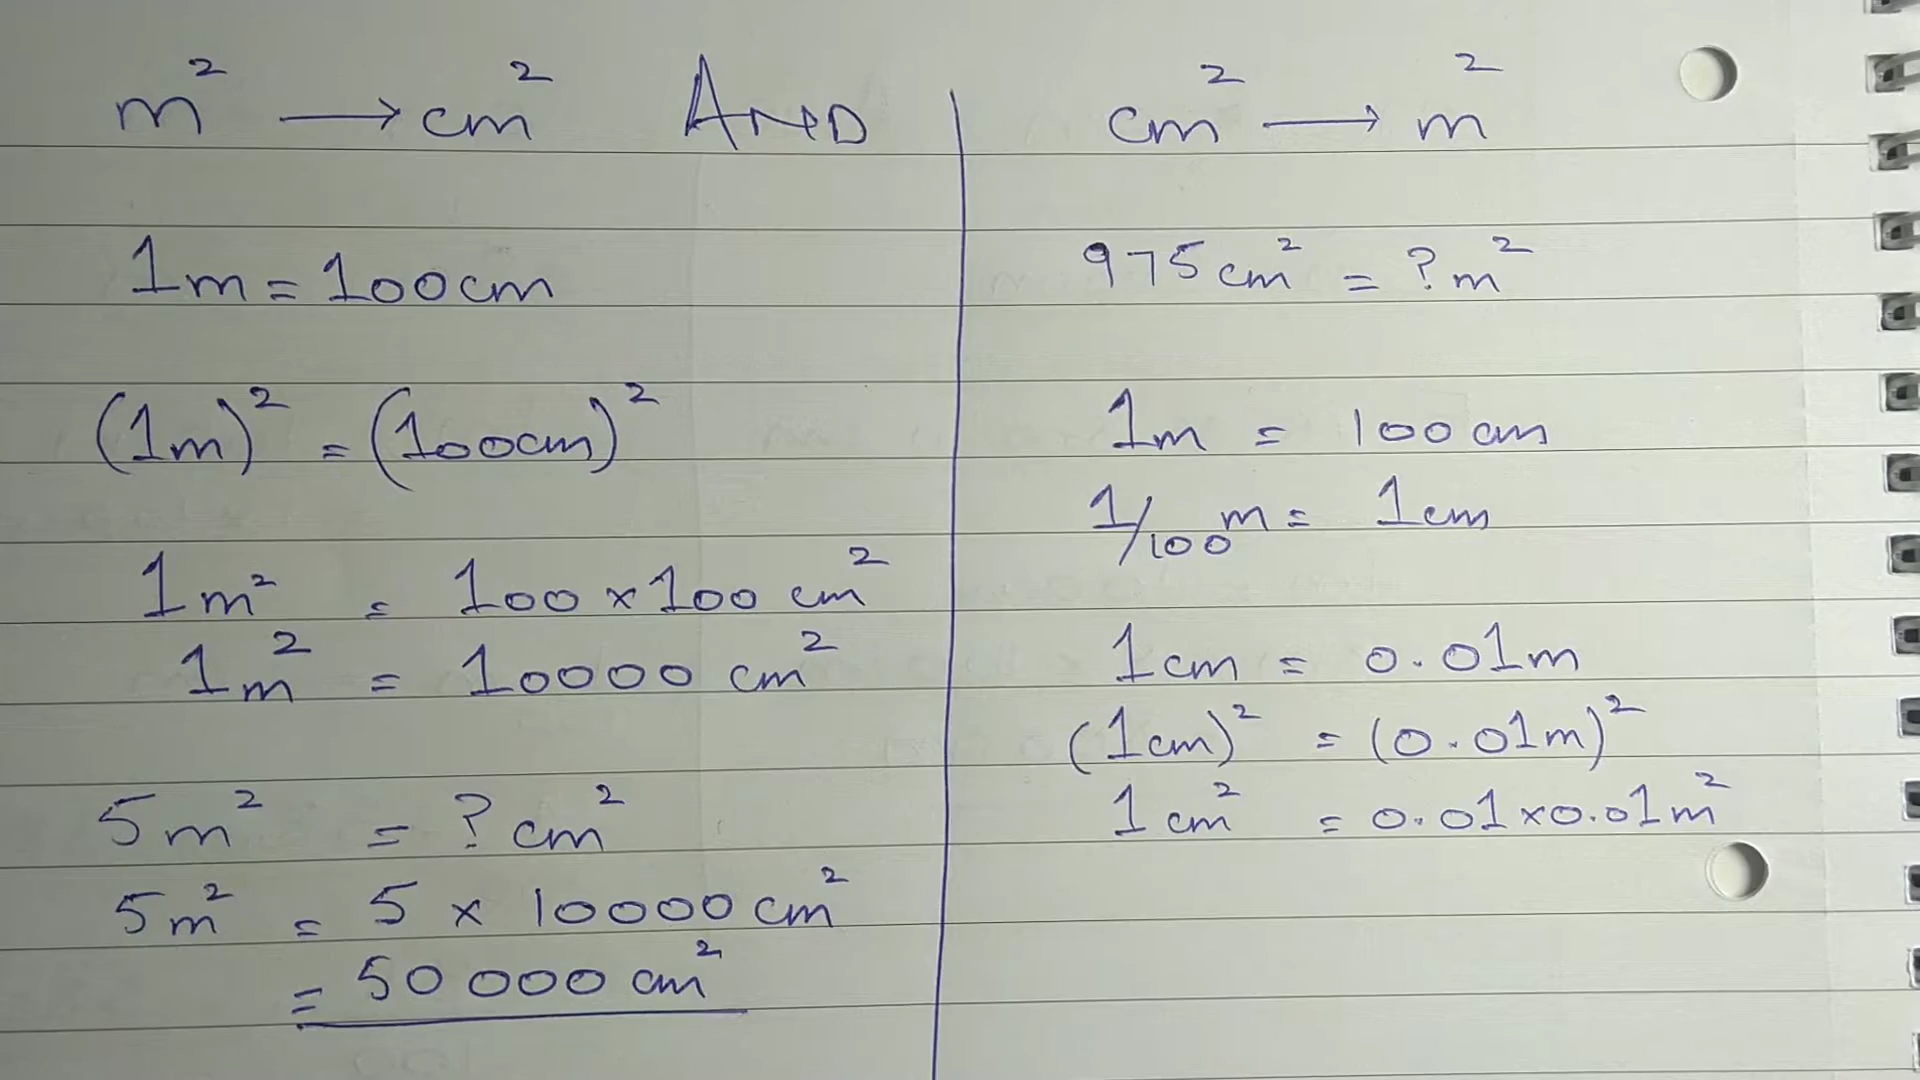 m² → cm² AND
1m = 100cm
(1m)² = (100cm)²
1m² = 100 × 100 cm²
1m² = 10000 cm²
5m² = ? cm²
5m² = 5 × 10000 cm²
= 50 000 cm²
cm² → m²
975 cm² = ? m²
1m = 100 cm
1/100 m = 1cm
1cm = 0.01m
(1cm)² = (0.01m)²
1cm² = 0.01 × 0.01m²